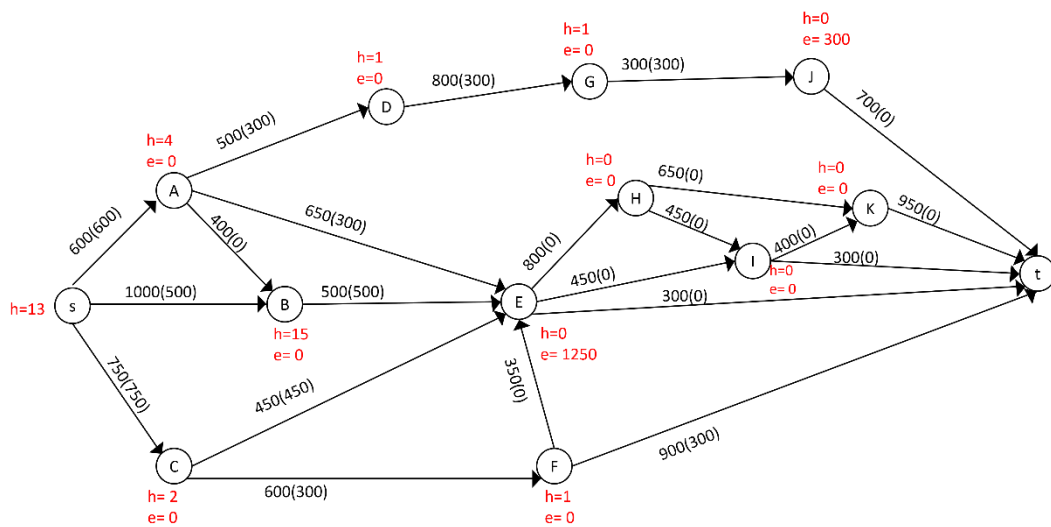 h=0
e= 300
h=1
e= 0
h=1
e=0
J
G
D
300(300)
800(300)
500(300)
700(0)
h=4
e= 0
A
h=0
e= 0
h=0
e= 0
H
K
650(0)
950(0)
650(300)
450(0)
600(600)
400(0)
800(0)
400(0)
I
300(0)
t
h=0
e= 0
h=13
s
1000(500)
B
500(500)
E
450(0)
300(0)
h=15
e= 0
h=0
e= 1250
750(750)
450(450)
350(0)
900(300)
C
600(300)
F
h= 2
e= 0
h=1
e= 0